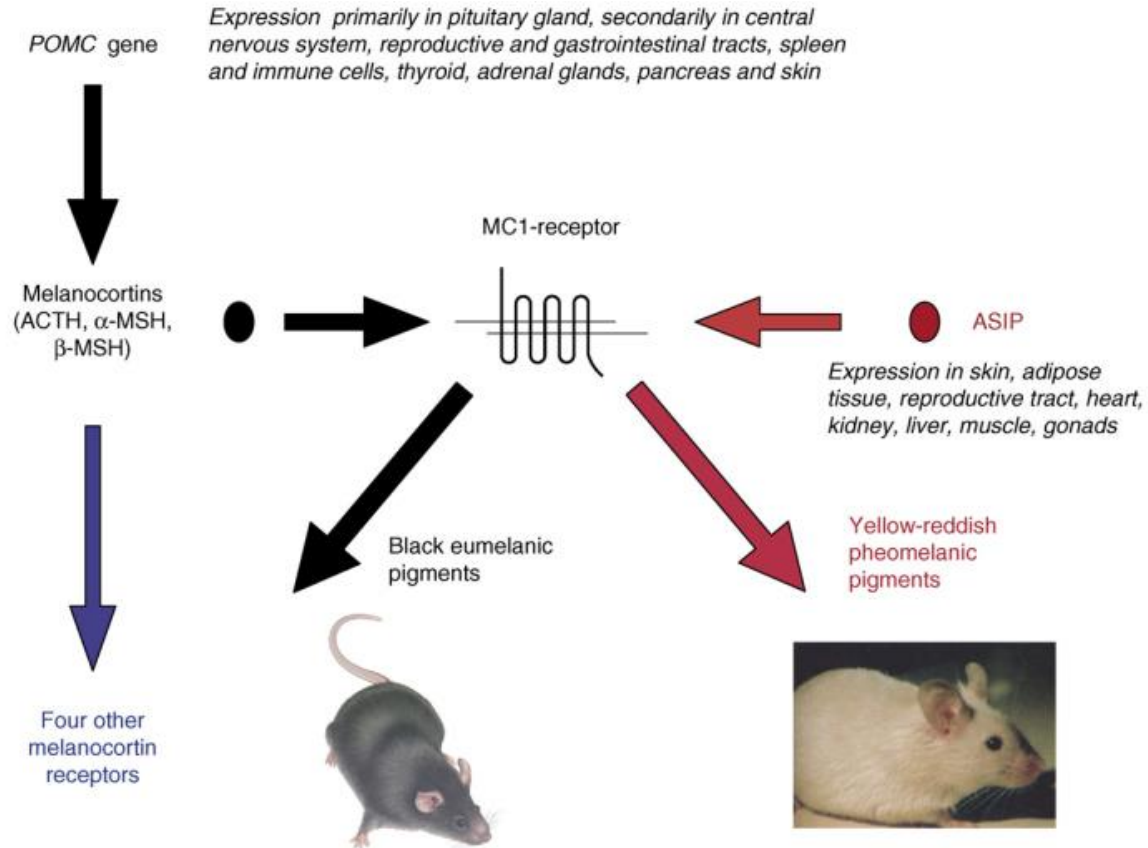 POMC gene
Expression primarily in pituitary gland, secondarily in central
nervous system, reproductive and gastrointestinal tracts, spleen
and immune cells, thyroid, adrenal glands, pancreas and skin
MC1-receptor
Melanocortins
(ACTH, α-MSH,
β-MSH)
ASIP
Expression in skin, adipose
tissue, reproductive tract, heart,
kidney, liver, muscle, gonads
Black eumelanic
pigments
Yellow-reddish
pheomelanic
pigments
Four other
melanocortin
receptors